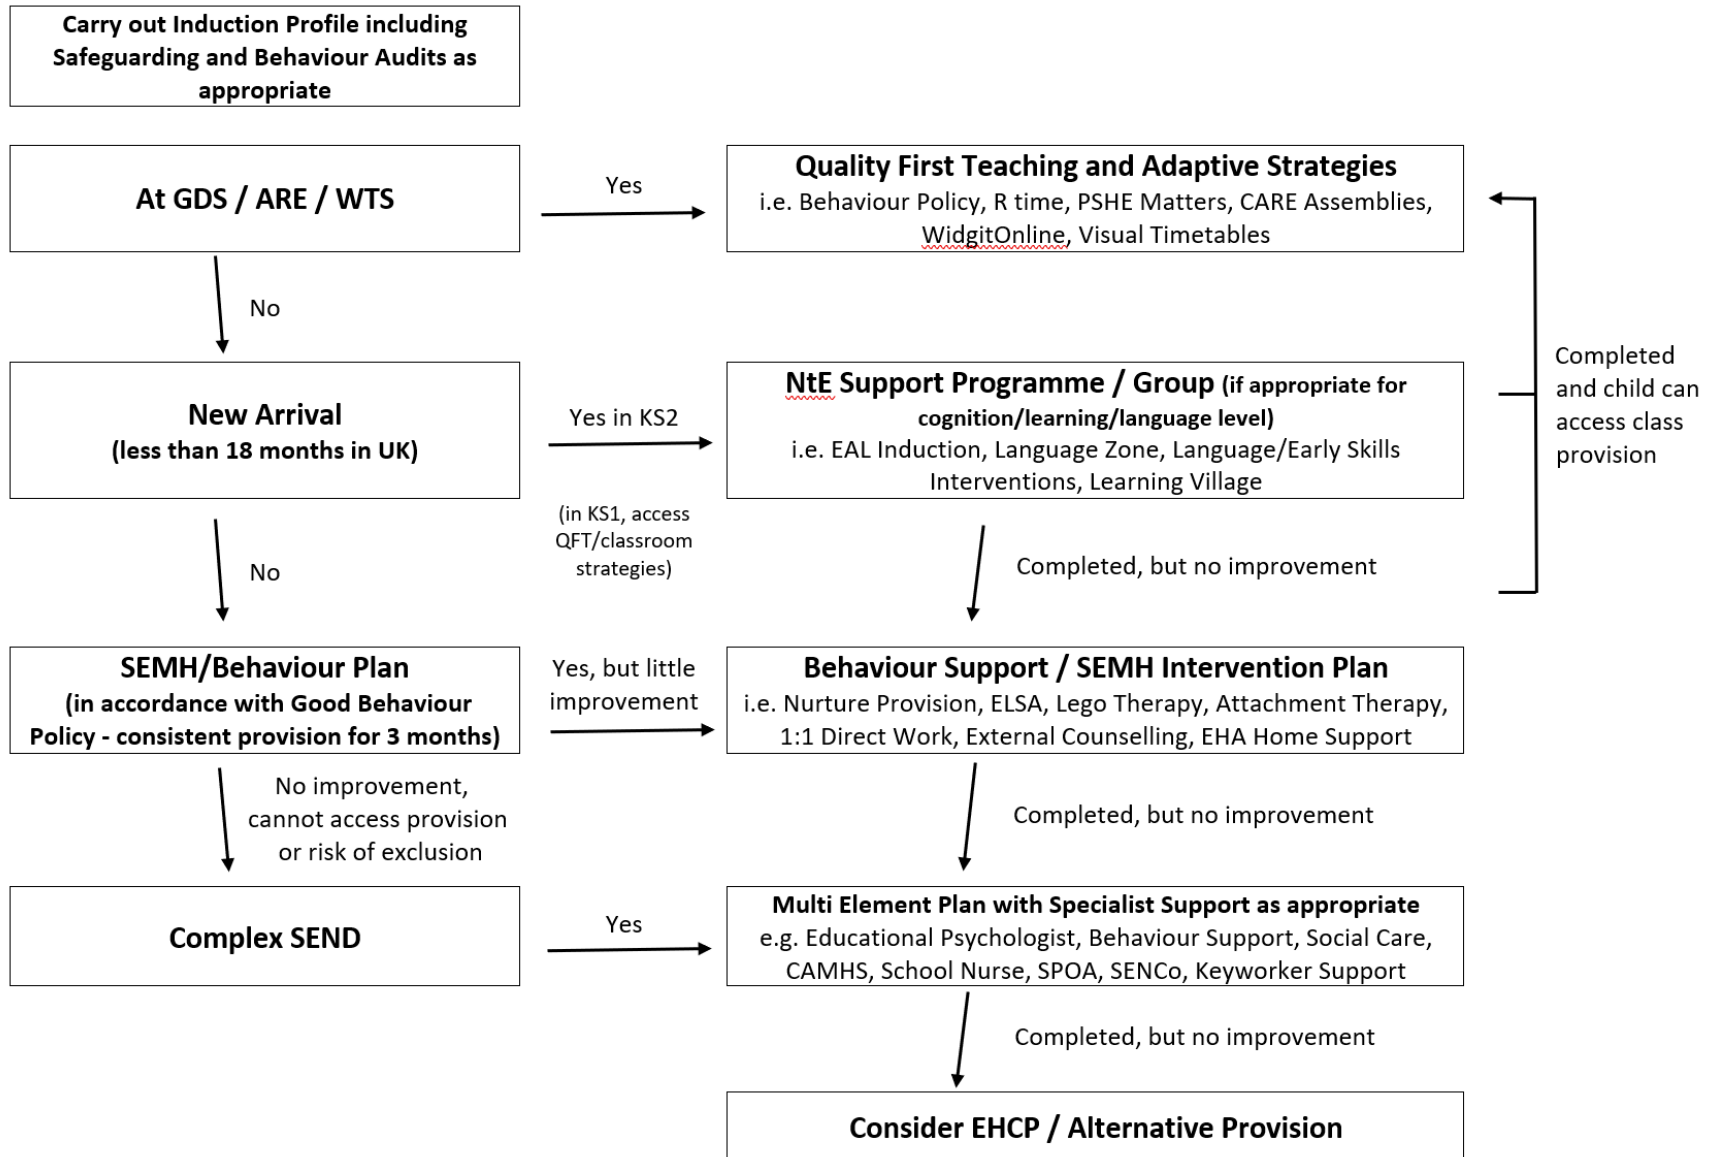 Carry out Induction Profile including
Safeguarding and Behaviour Audits as
appropriate
At GDS / ARE / WTS
Yes
Quality First Teaching and Adaptive Strategies
i.e. Behaviour Policy, R time, PSHE Matters, CARE Assemblies,
WidgitOnline, Visual Timetables
No
Completed
and child can
access class
provision
New Arrival
(less than 18 months in UK)
Yes in KS2
(in KS1, access
QFT/classroom
strategies)
NtE Support Programme / Group (if appropriate for
cognition/learning/language level)
i.e. EAL Induction, Language Zone, Language/Early Skills
Interventions, Learning Village
No
Completed, but no improvement
SEMH/Behaviour Plan
(in accordance with Good Behaviour
Policy - consistent provision for 3 months)
Yes, but little
improvement
Behaviour Support / SEMH Intervention Plan
i.e. Nurture Provision, ELSA, Lego Therapy, Attachment Therapy,
1:1 Direct Work, External Counselling, EHA Home Support
No improvement,
cannot access provision
or risk of exclusion
Completed, but no improvement
Complex SEND
Yes
Multi Element Plan with Specialist Support as appropriate
e.g. Educational Psychologist, Behaviour Support, Social Care,
CAMHS, School Nurse, SPOA, SENCo, Keyworker Support
Completed, but no improvement
Consider EHCP / Alternative Provision